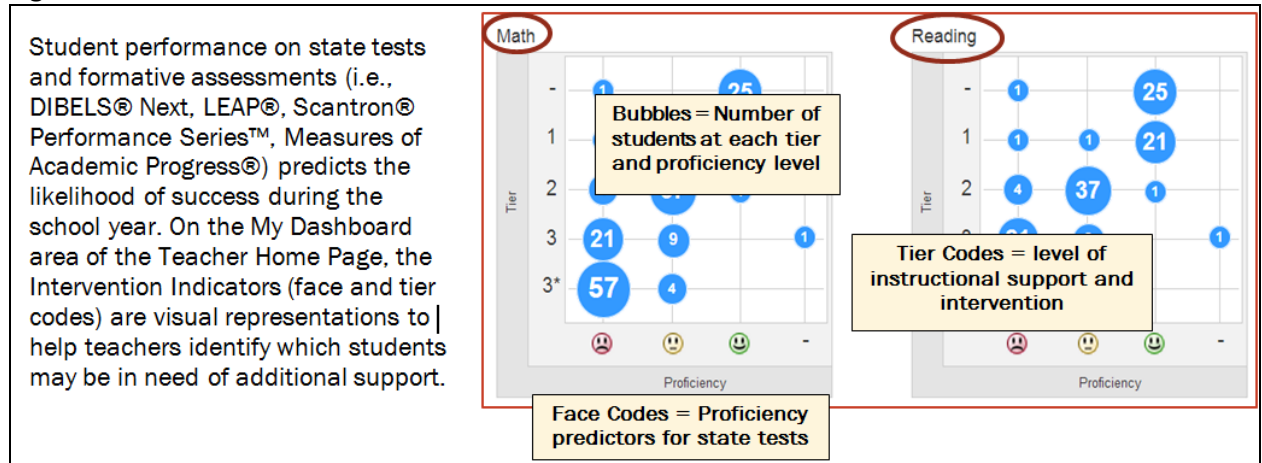 Student performance on state tests
and formative assessments (i.e.,
DIBELS® Next, LEAP®, Scantron®
Performance Series™, Measures of
Academic Progress®) predicts the
likelihood of success during the
school year. On the My Dashboard
area of the Teacher Home Page, the
Intervention Indicators (face and tier
codes) are visual representations to
help teachers identify which students
may be in need of additional support.
Math
Tier
- 1 25
1
2
3 21 9 1
3* 57 4
-
Proficiency
Bubbles = Number of
students at each tier
and proficiency level
Face Codes = Proficiency
predictors for state tests
Reading
Tier
- 1 25
1 1 1 21
2 4 37 1
1
-
Proficiency
Tier Codes = level of
instructional support and
intervention